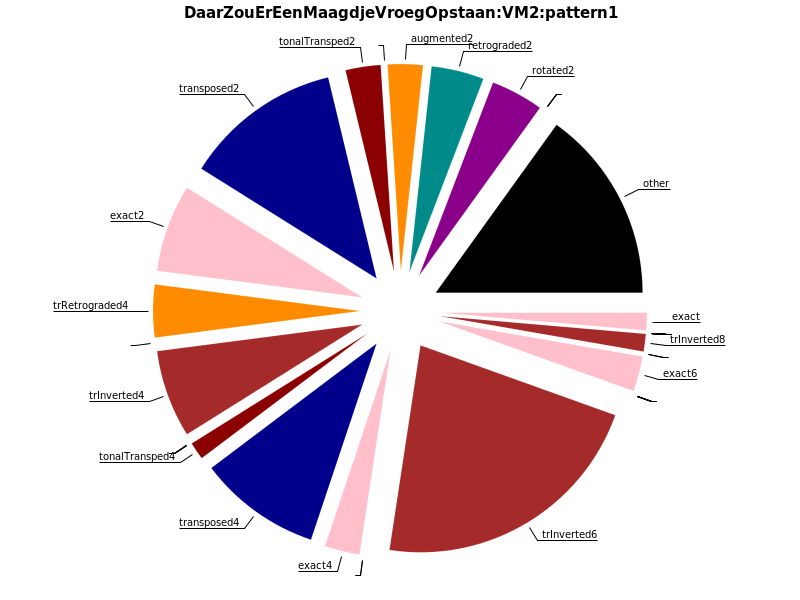 DaarZouErEenMaagdjeVroegOpstaan:VM2:pattern1
tonalTransped2
augmented2
retrograded2
rotated2
transposed2
other
exact2
trRetrograded4
exact
trInverted8
exact6
trInverted4
tonalTransped4
transposed4
trInverted6
exact4